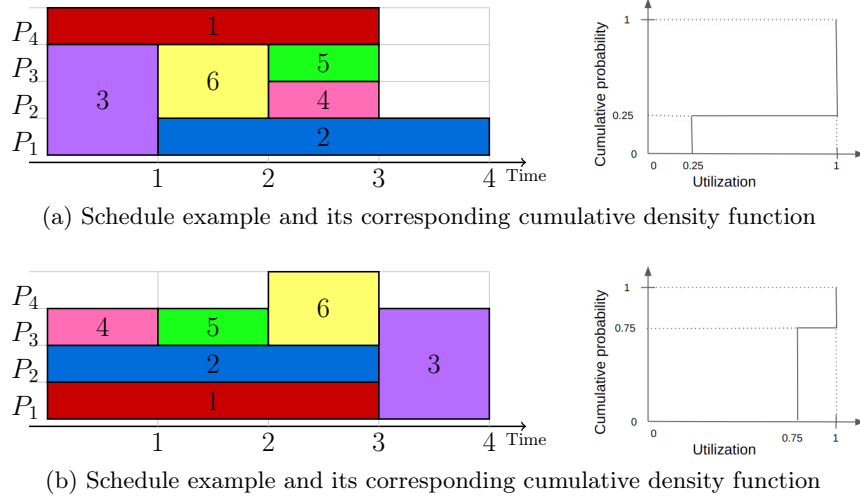 P4 1
P3 3 6 5
P2 4
P1 2
1 2 3 4 Time
Cumulative probability
1
0.25
0
0 0.25 1
Utilization
(a) Schedule example and its corresponding cumulative density function
P4 6
P3 4 5
P2 2 3
P1 1
1 2 3 4 Time
Cumulative probability
1
0.75
0
0 0.75 1
Utilization
(b) Schedule example and its corresponding cumulative density function